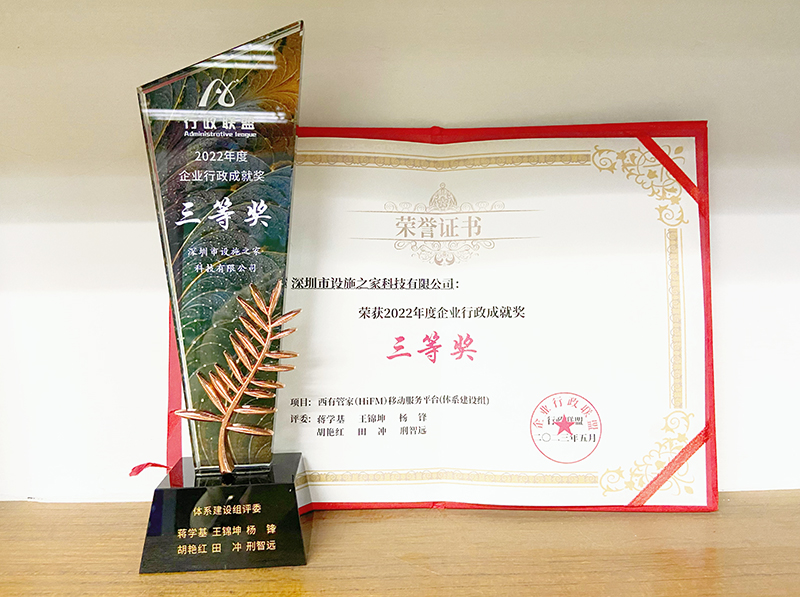 行政联盟
Administrative league
2022年度
企业行政成就奖
三等奖
深圳市设施之家
科技有限公司
体系建设组评委
蒋学基 王锦坤 杨 锋
胡艳红 田 冲 刑智远
荣誉证书
深圳市设施之家科技有限公司：
荣获2022年度企业行政成就奖
三等奖
项目：西有管家(HiFM)移动服务平台(体系建设组)
评委：蒋学基 王锦坤 杨 锋
胡艳红 田 冲 刑智远
企业行政联盟
行政联盟
年五月